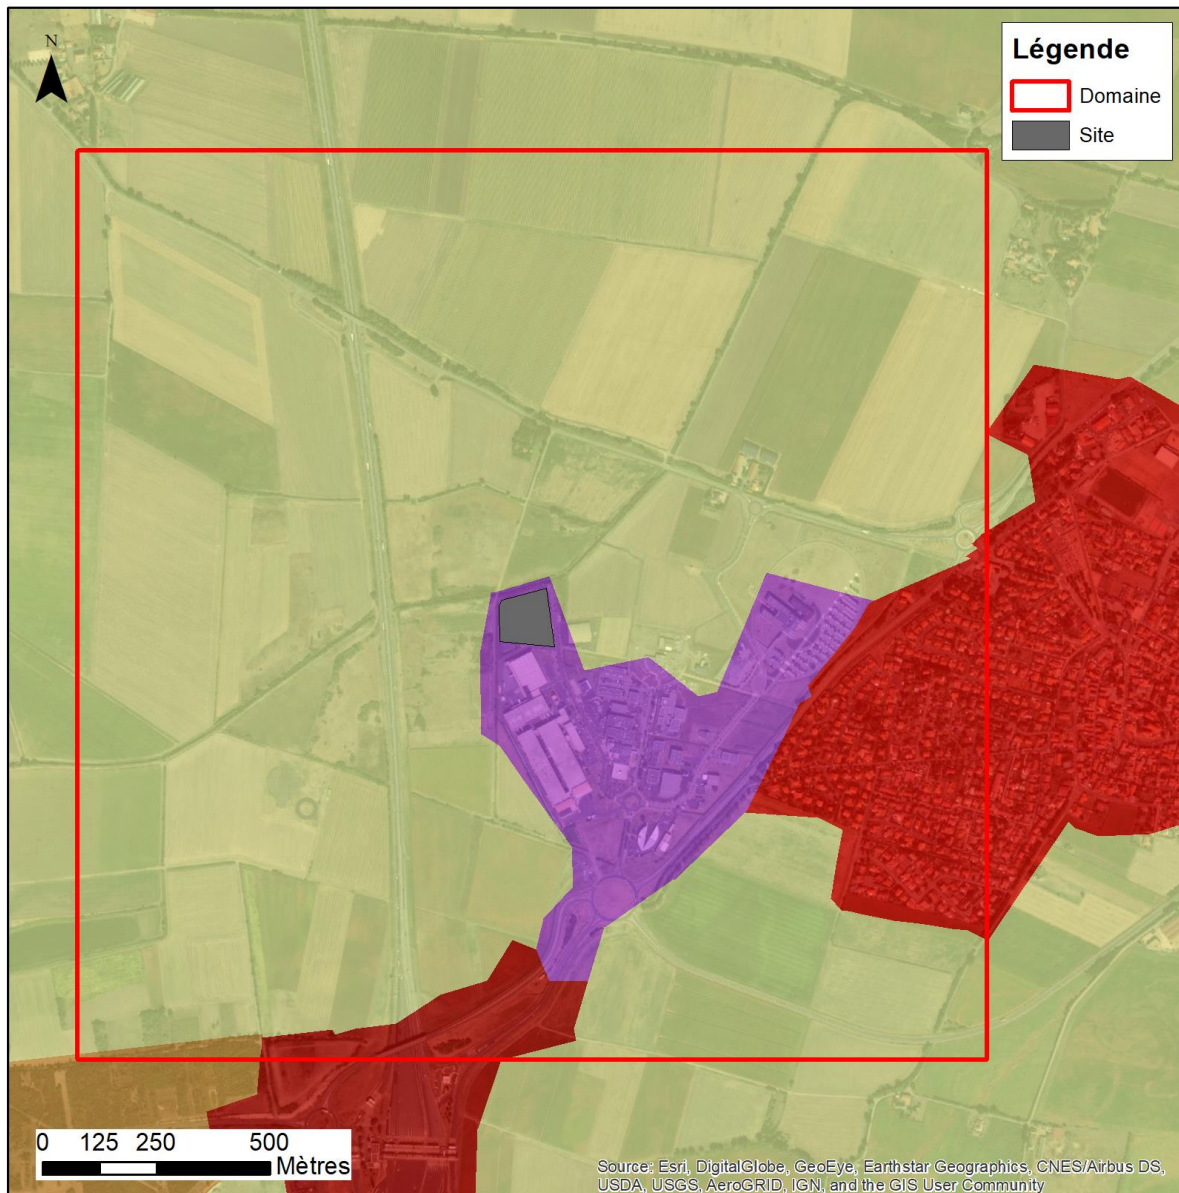 N
Légende
Domaine
Site
0 125 250 500
Mètres
Source: Esri, DigitalGlobe, GeoEye, Earthstar Geographics, CNES/Airbus DS,
USDA, USGS, AeroGRID, IGN, and the GIS User Community